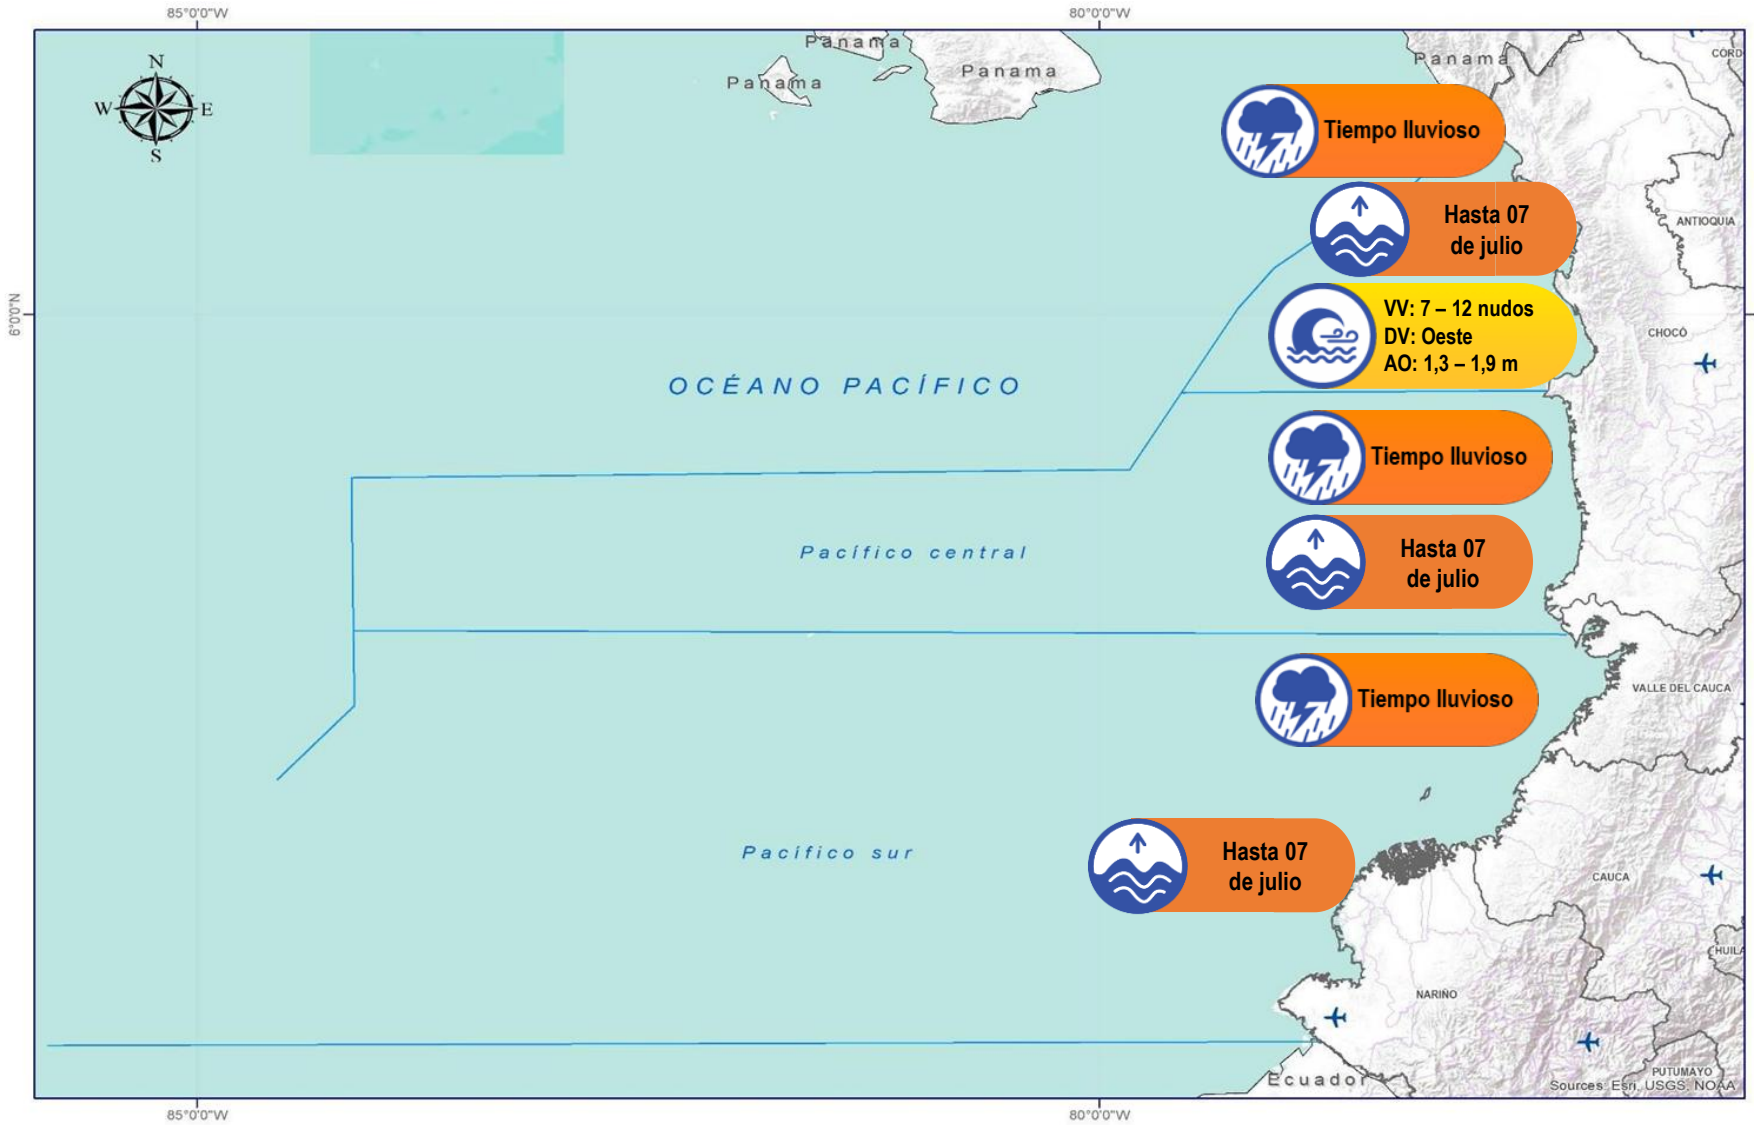 85°0'0"W
80°0'0"W
N
W
E
S
Panama
Panama
Panama
Panama
CORD
Tiempo lluvioso
Hasta 07
de julio
ANTIOQUIA
6°0'0"N
VV: 7 – 12 nudos
DV: Oeste
AO: 1,3 – 1,9 m
CHOCÓ
OCÉANO PACÍFICO
Tiempo lluvioso
Pacífico central
Hasta 07
de julio
Tiempo lluvioso
VALLE DEL CAUCA
Pacífico sur
Hasta 07
de julio
CAUCA
HUILA
NARIÑO
Ecuador
PUTUMAYO
Sources: Esri, USGS, NOAA
85°0'0"W
80°0'0"W